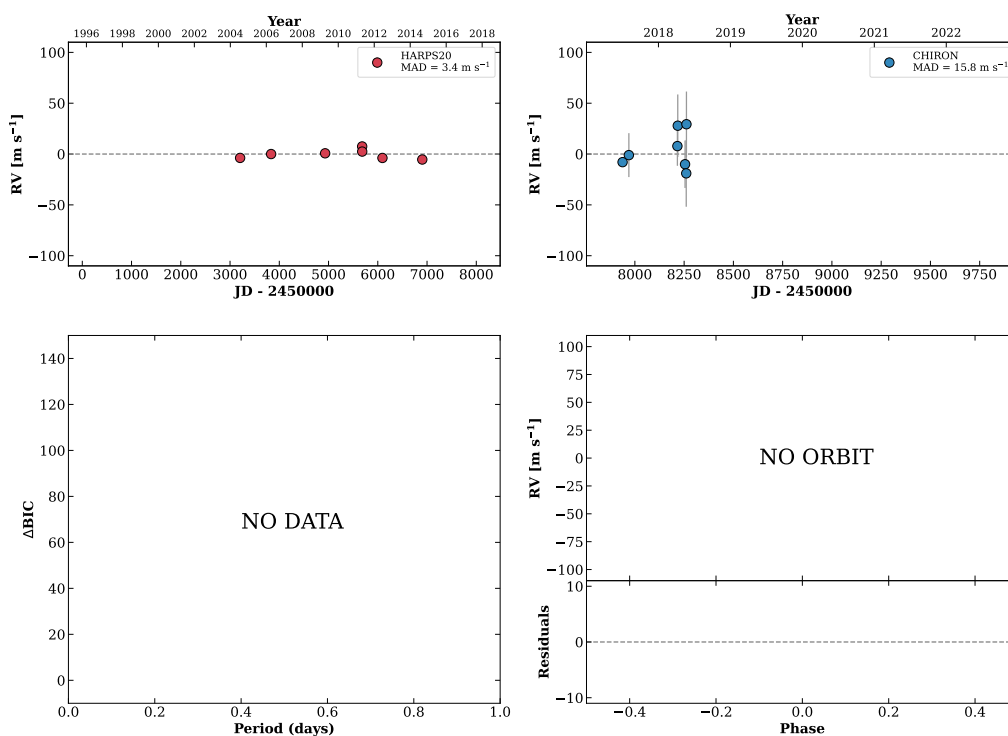 Year
1996 1998 2000 2002 2004 2006 2008 2010 2012 2014 2016 2018
100
50
0
−50
−100
RV [m s⁻¹]
HARPS20
MAD = 3.4 m s⁻¹
0 1000 2000 3000 4000 5000 6000 7000 8000
JD - 2450000
Year
2018 2019 2020 2021 2022
100
50
0
−50
−100
RV [m s⁻¹]
CHIRON
MAD = 15.8 m s⁻¹
8000 8250 8500 8750 9000 9250 9500 9750
JD - 2450000
140
120
100
80
60
40
20
0
ΔBIC
NO DATA
0.0 0.2 0.4 0.6 0.8 1.0
Period (days)
100
75
50
25
0
−25
−50
−75
−100
RV [m s⁻¹]
NO ORBIT
10
0
−10
Residuals
−0.4 −0.2 0.0 0.2 0.4
Phase